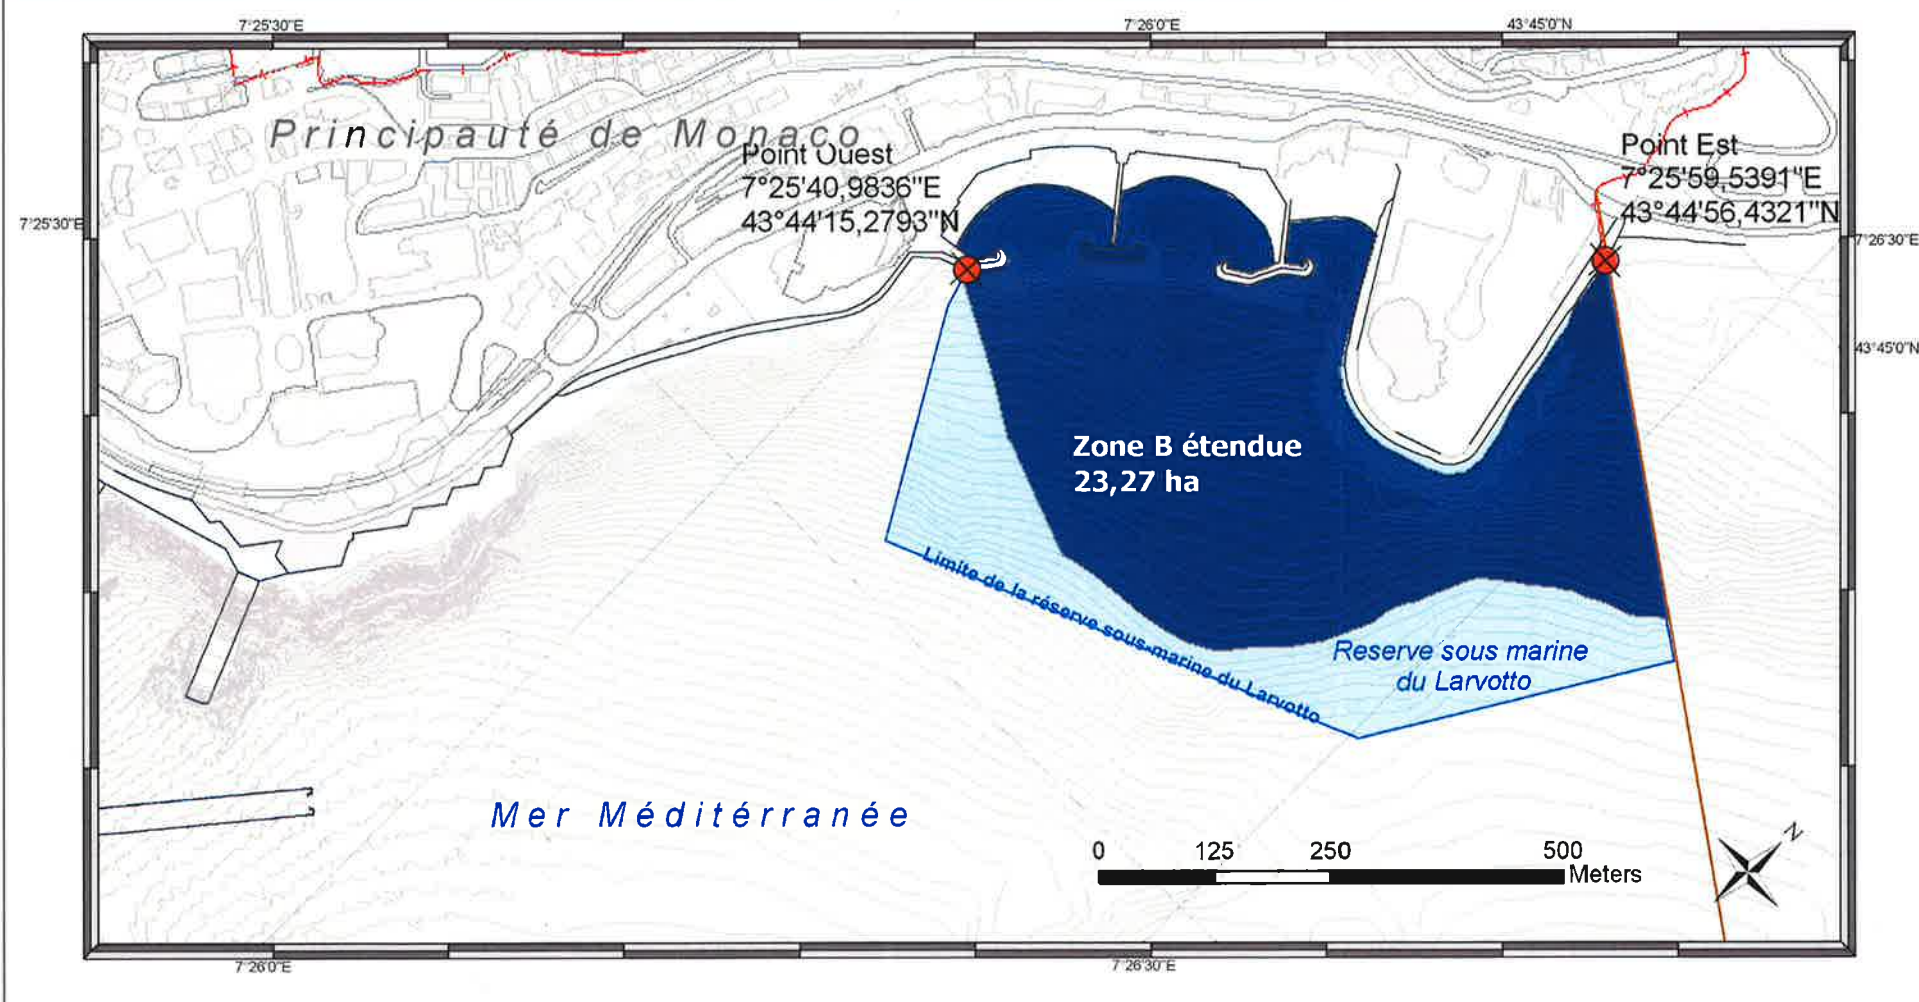 7°25'30"E
7°26'0"E
43°45'0"N
Principauté de Monaco
Point Ouest
7°25'40,9836"E
43°44'15,2793"N
Point Est
7°25'59,5391"E
43°44'56,4321"N
7°25'30"E
7°26'30"E
43°45'0"N
Zone B étendue
23,27 ha
Limite de la réserve sous-marine du Larvotto
Reserve sous marine
du Larvotto
Mer Méditérranée
0 125 250 500
Meters
N
7°26'0"E
7°26'30"E